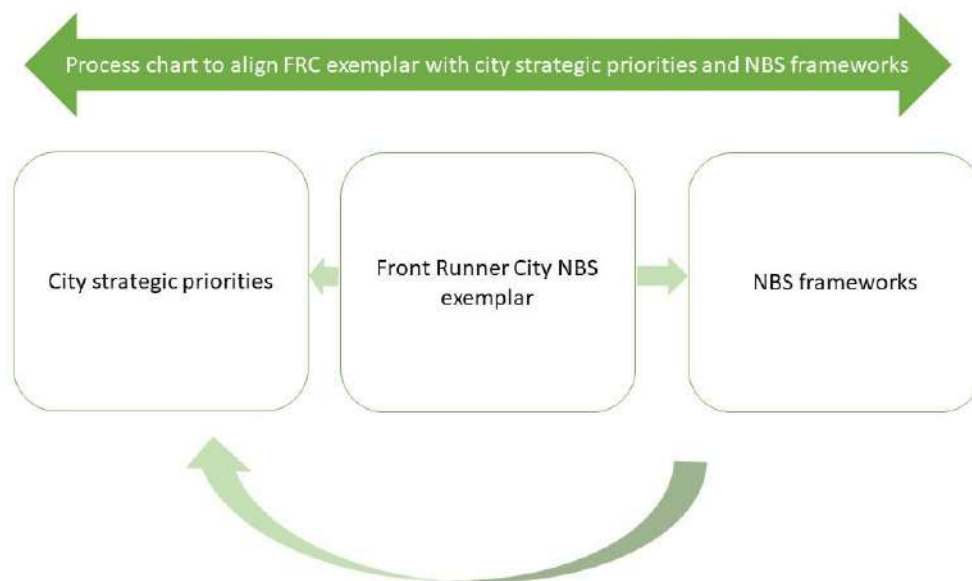 Process chart to align FRC exemplar with city strategic priorities and NBS frameworks
City strategic priorities
Front Runner City NBS
exemplar
NBS frameworks